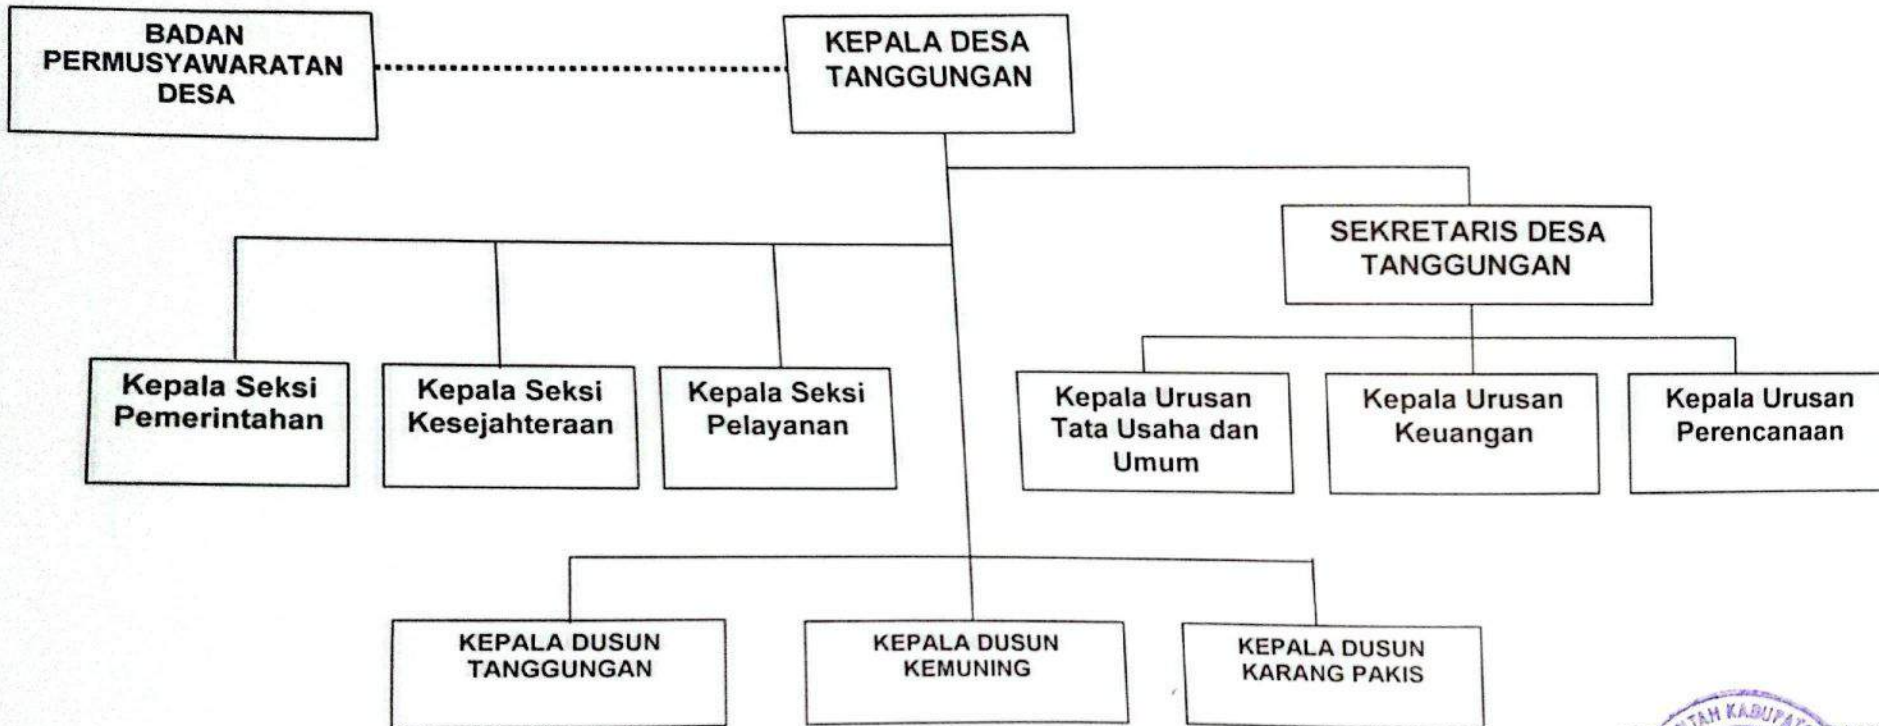 BADAN
PERMUSYAWARATAN
DESA
KEPALA DESA
TANGGUNGAN
SEKRETARIS DESA
TANGGUNGAN
Kepala Seksi
Pemerintahan
Kepala Seksi
Kesejahteraan
Kepala Seksi
Pelayanan
Kepala Urusan
Tata Usaha dan
Umum
Kepala Urusan
Keuangan
Kepala Urusan
Perencanaan
KEPALA DUSUN
TANGGUNGAN
KEPALA DUSUN
KEMUNING
KEPALA DUSUN
KARANG PAKIS